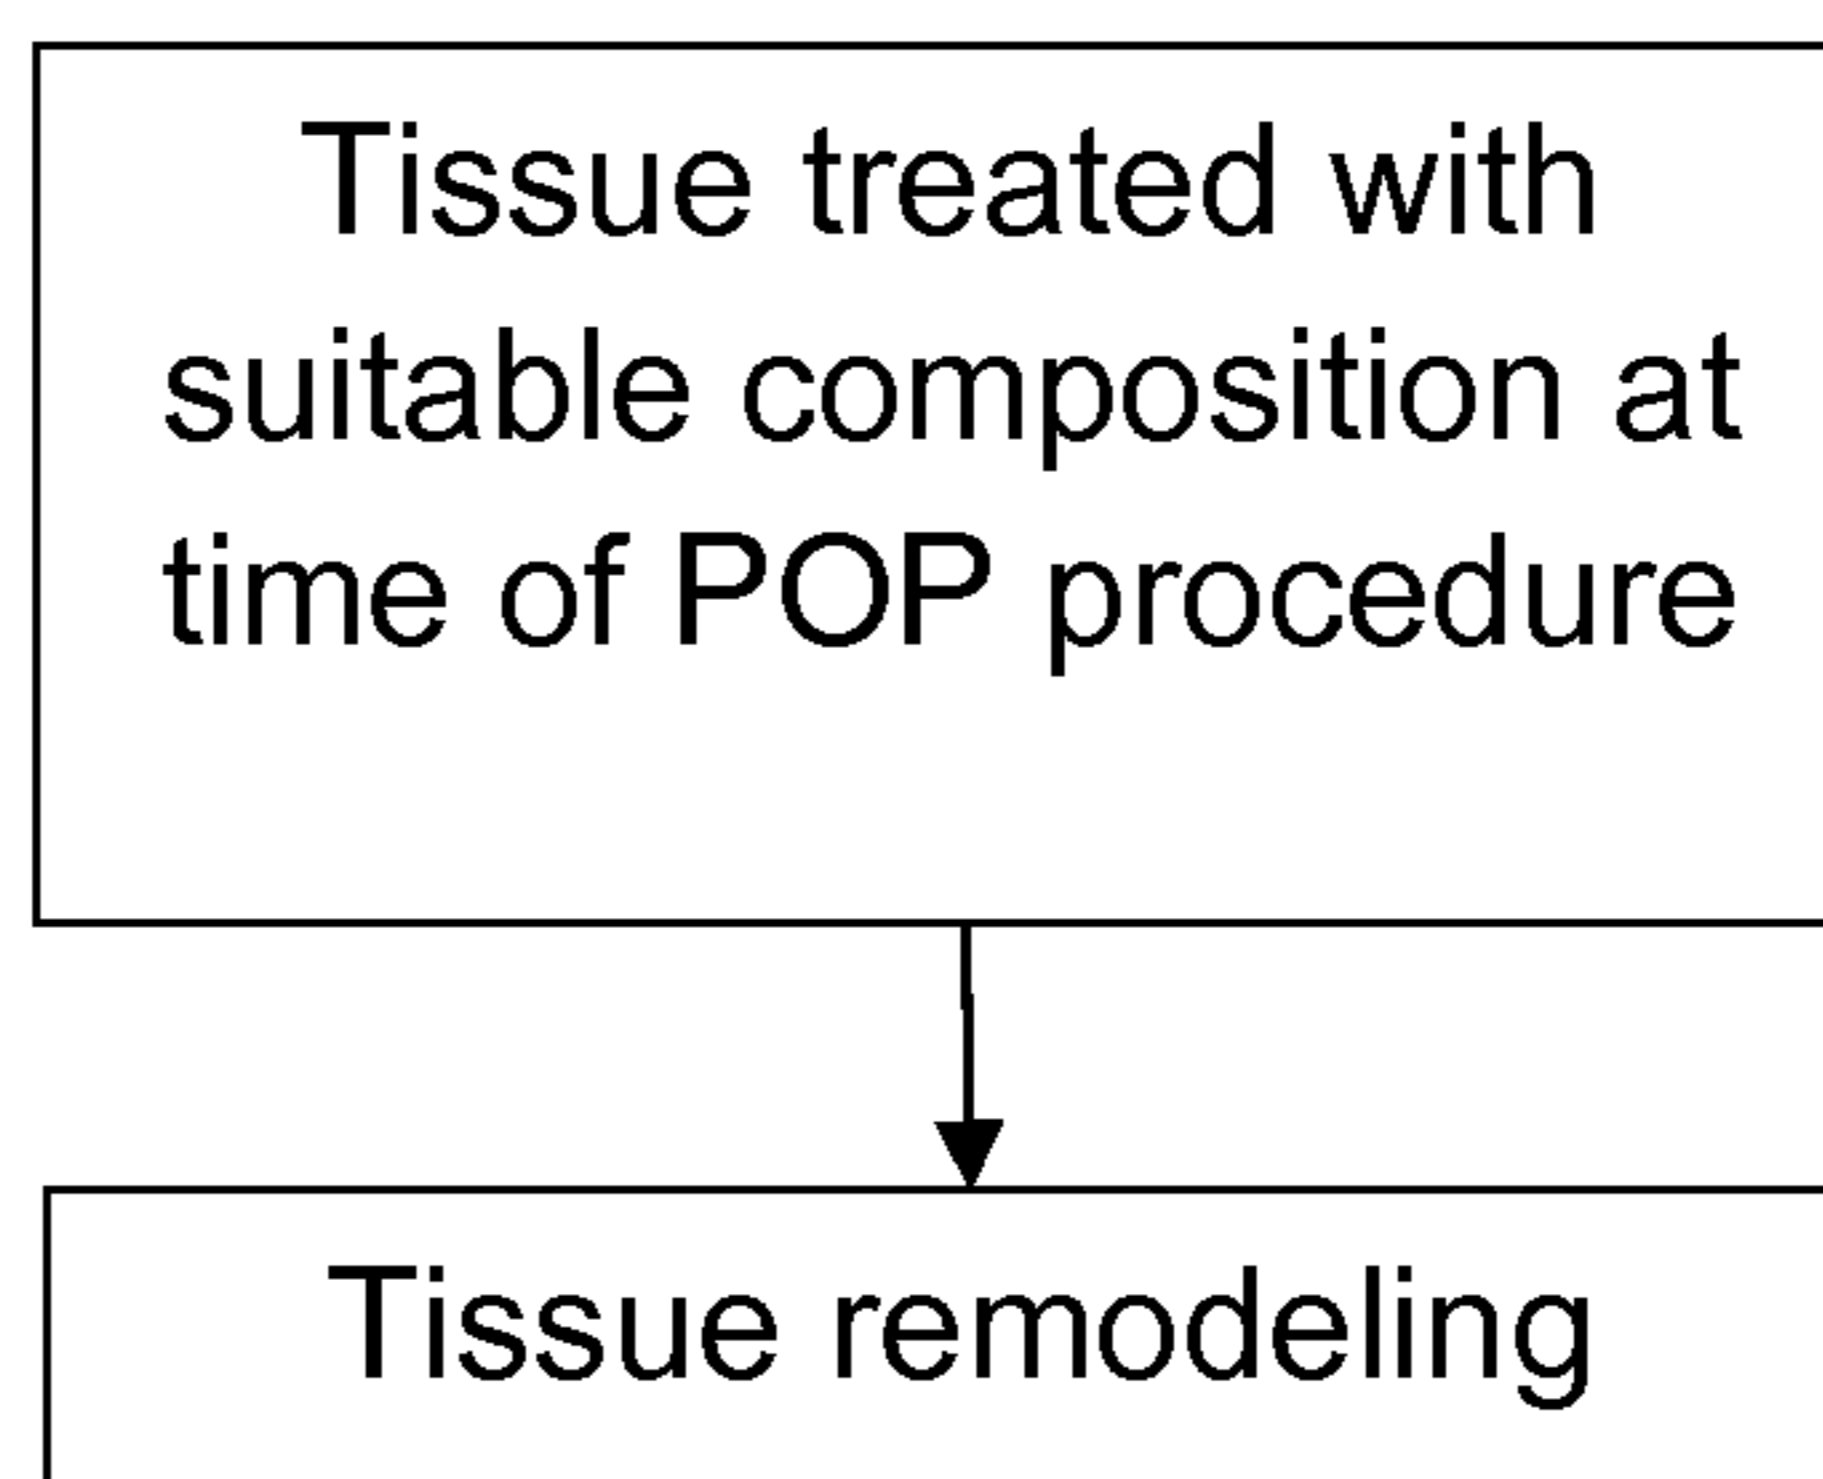 Tissue treated with
suitable composition at
time of POP procedure
Tissue remodeling